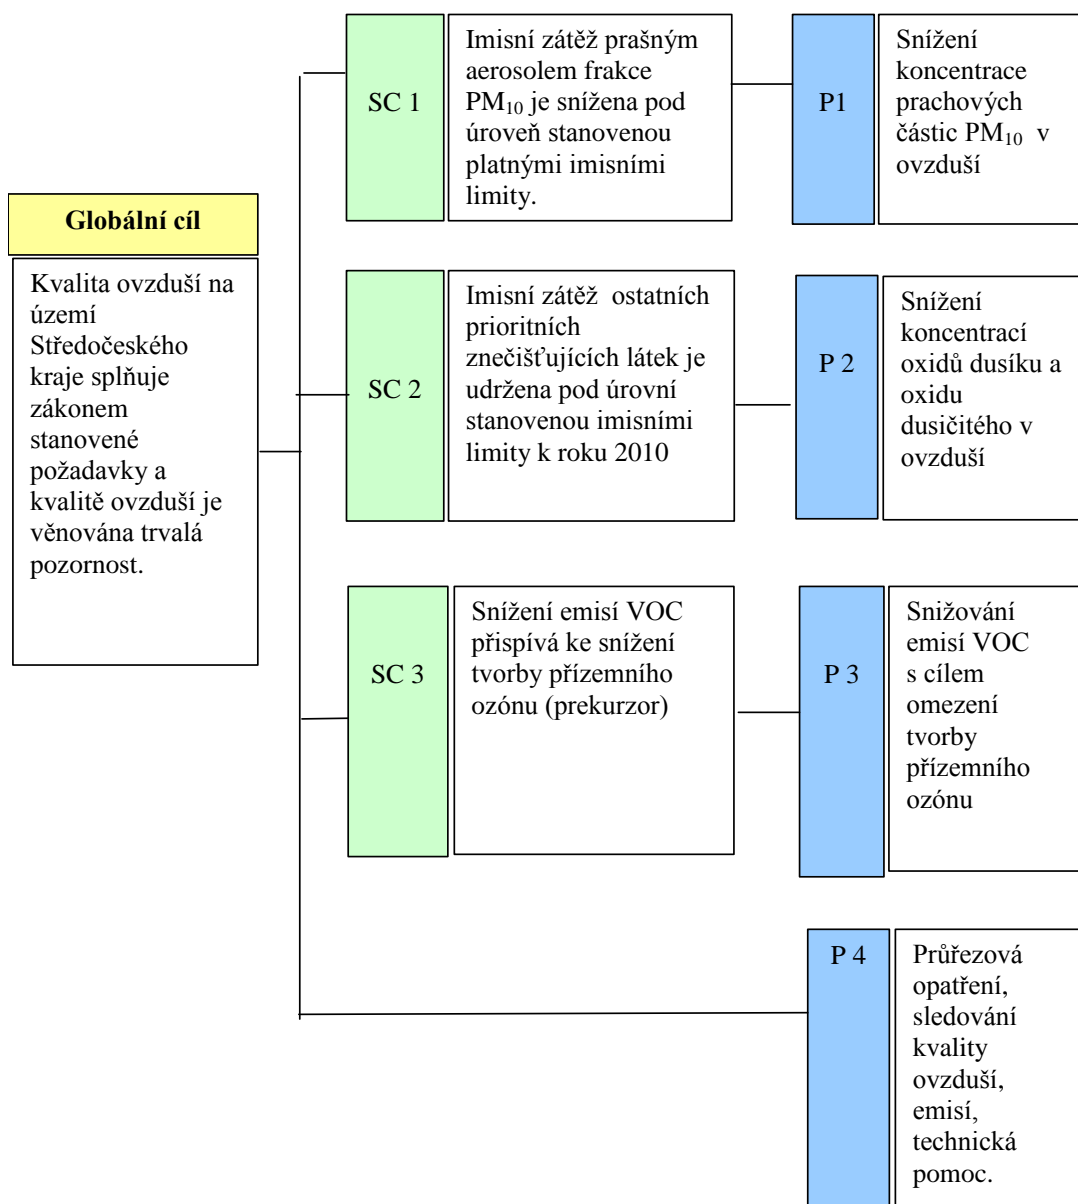 Globální cíl
Kvalita ovzduší na
území
Středočeského
kraje splňuje
zákonem
stanovené
požadavky a
kvalitě ovzduší je
věnována trvalá
pozornost.
SC 1
Imisní zátěž prašným
aerosolem frakce
PM₁₀ je snížena pod
úroveň stanovenou
platnými imisními
limity.
P1
Snížení
koncentrace
prachových
částic PM₁₀ v
ovzduší
SC 2
Imisní zátěž ostatních
prioritních
znečišťujících látek je
udržena pod úrovní
stanovenou imisními
limity k roku 2010
P 2
Snížení
koncentrací
oxidů dusíku a
oxidu
dusičitého v
ovzduší
SC 3
Snížení emisí VOC
přispívá ke snížení
tvorby přízemního
ozónu (prekurzor)
P 3
Snižování
emisí VOC
s cílem
omezení
tvorby
přízemního
ozónu
P 4
Průřezová
opatření,
sledování
kvality
ovzduší,
emisí,
technická
pomoc.